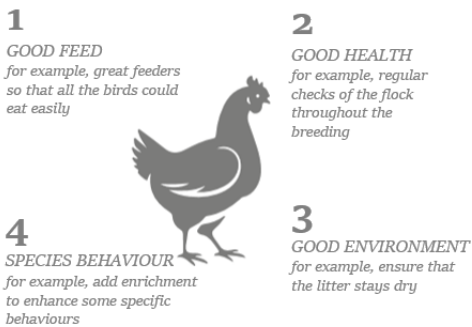 1
GOOD FEED
for example, great feeders
so that all the birds could
eat easily
2
GOOD HEALTH
for example, regular
checks of the flock
throughout the
breeding
3
GOOD ENVIRONMENT
for example, ensure that
the litter stays dry
4
SPECIES BEHAVIOUR
for example, add enrichment
to enhance some specific
behaviours